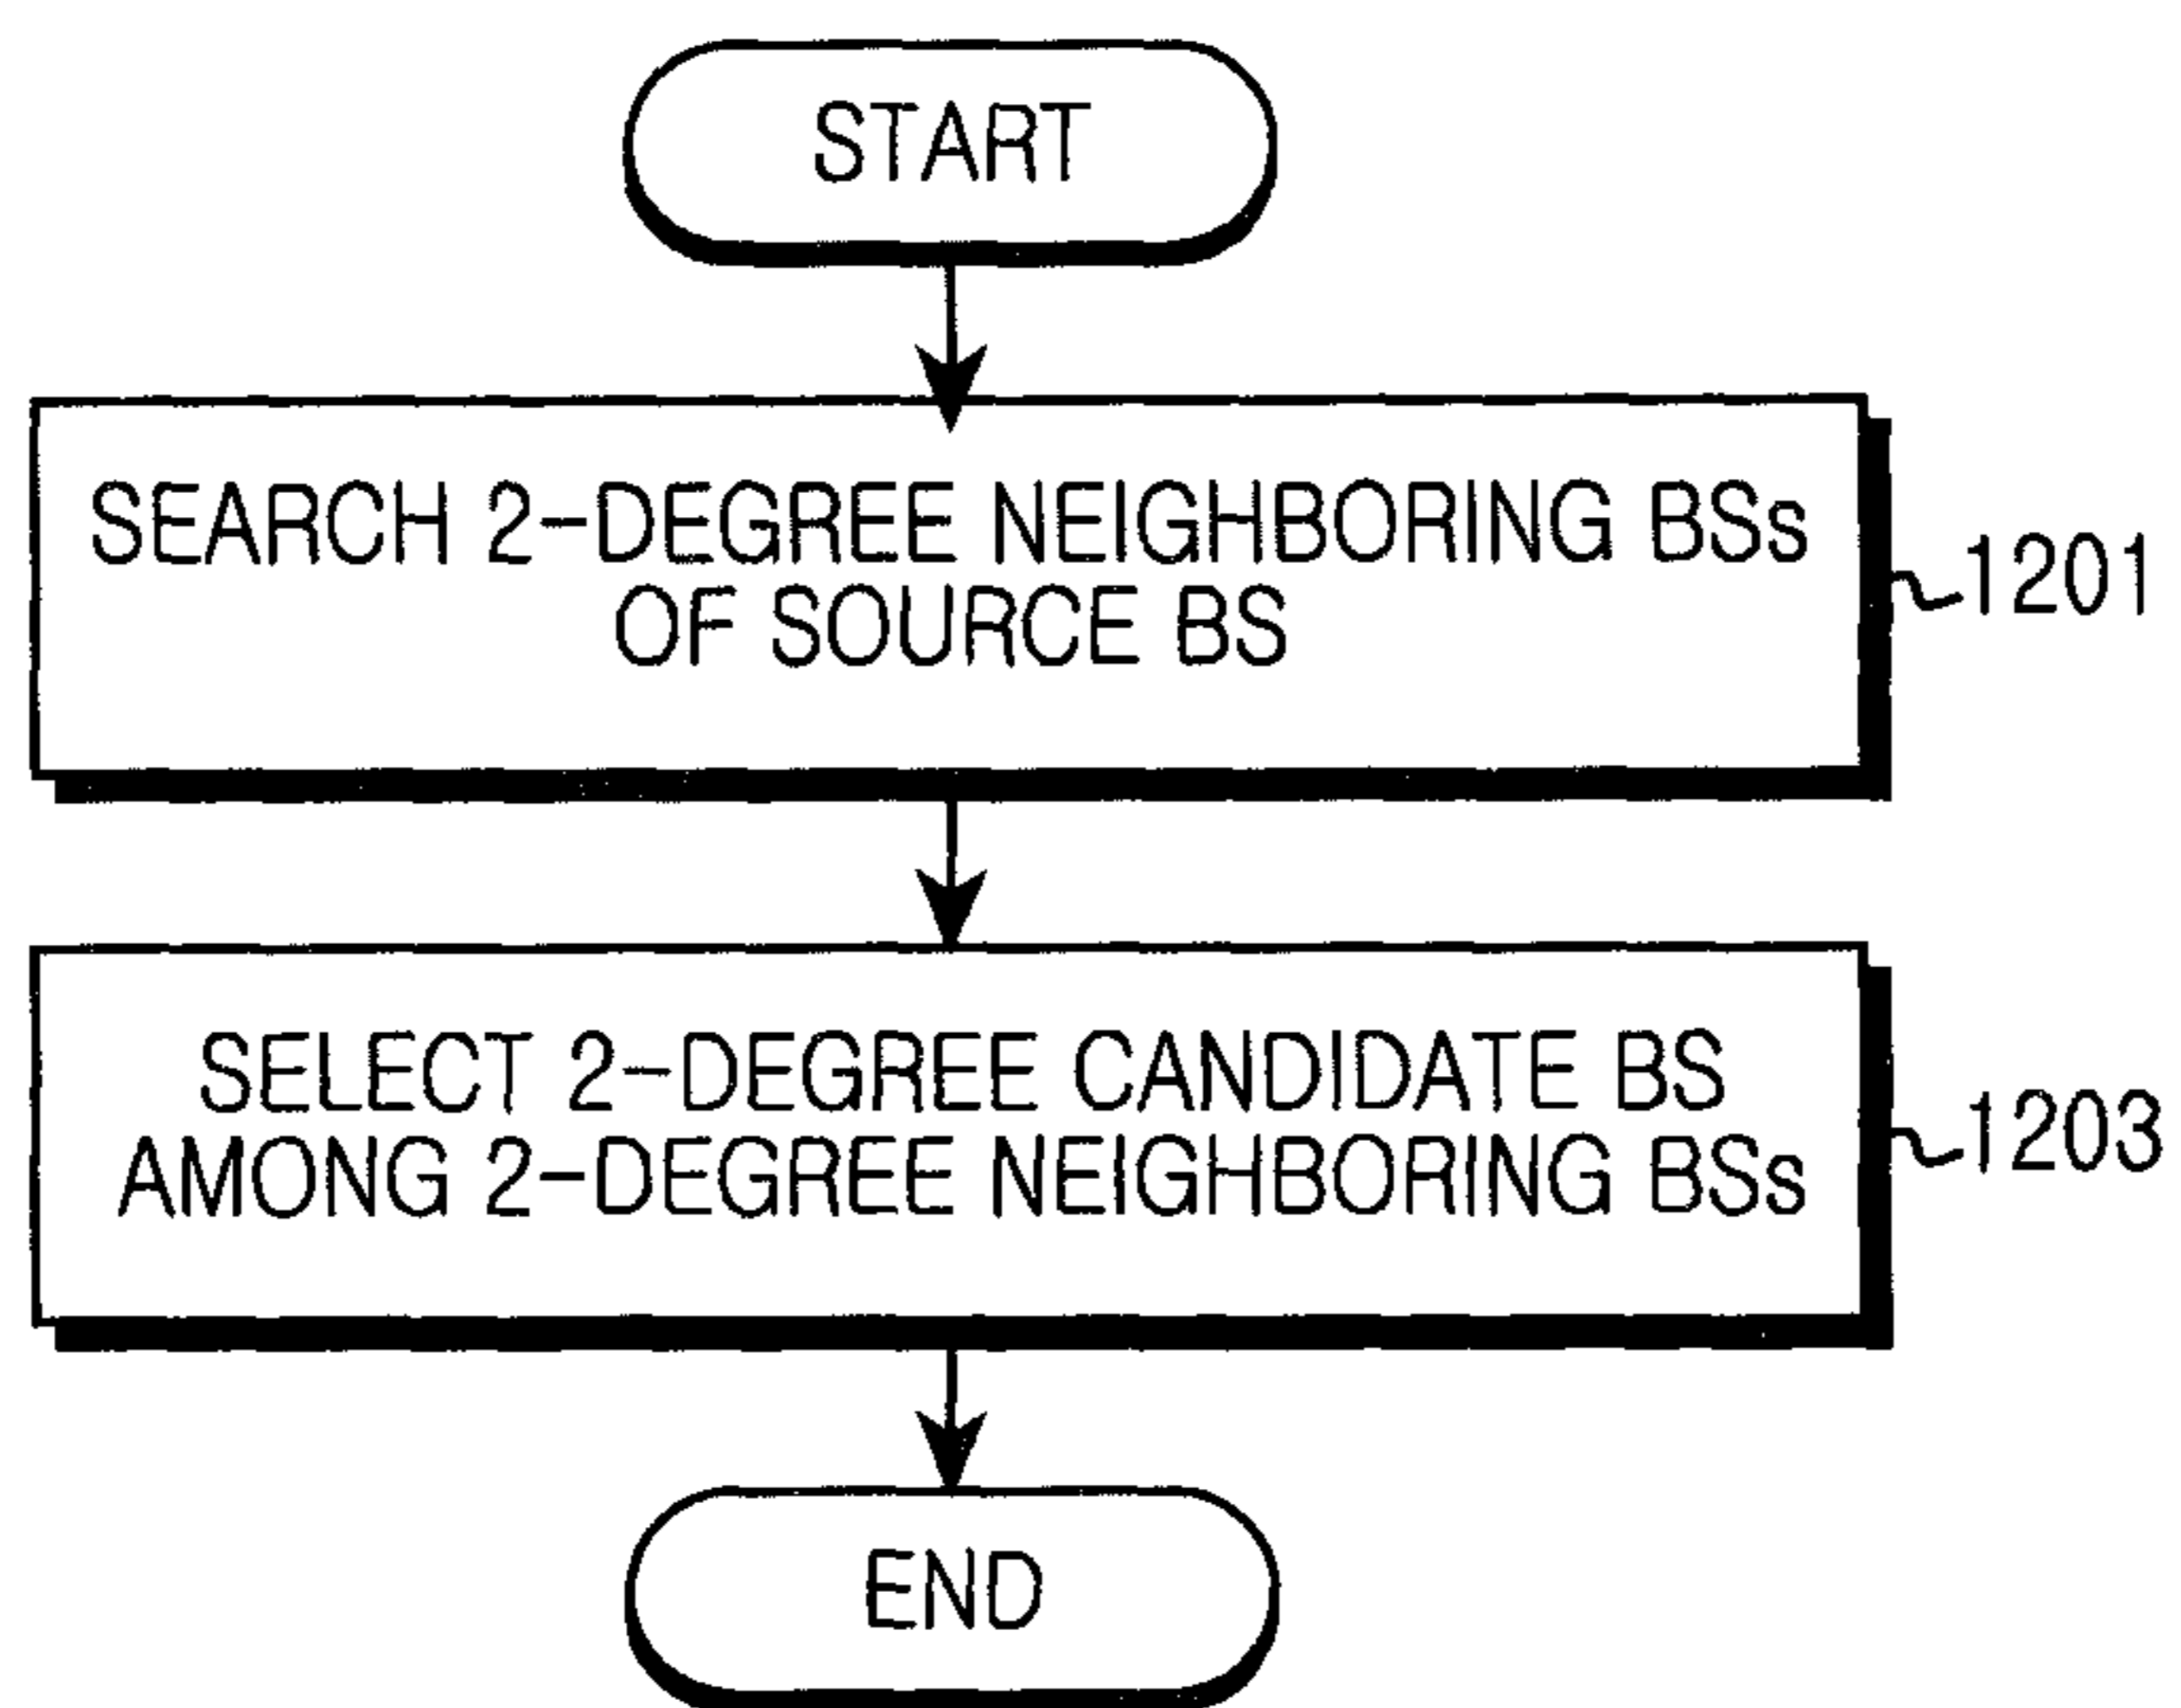 START
SEARCH 2-DEGREE NEIGHBORING BSs
OF SOURCE BS
1201
SELECT 2-DEGREE CANDIDATE BS
AMONG 2-DEGREE NEIGHBORING BSs
1203
END